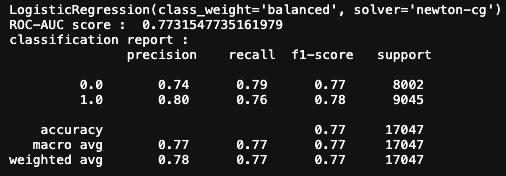 LogisticRegression(class_weight='balanced', solver='newton-cg')
ROC-AUC score :  0.7731547735161979
classification report :
              precision    recall  f1-score   support

         0.0       0.74      0.79      0.77      8002
         1.0       0.80      0.76      0.78      9045

    accuracy                           0.77     17047
   macro avg       0.77      0.77      0.77     17047
weighted avg       0.78      0.77      0.77     17047